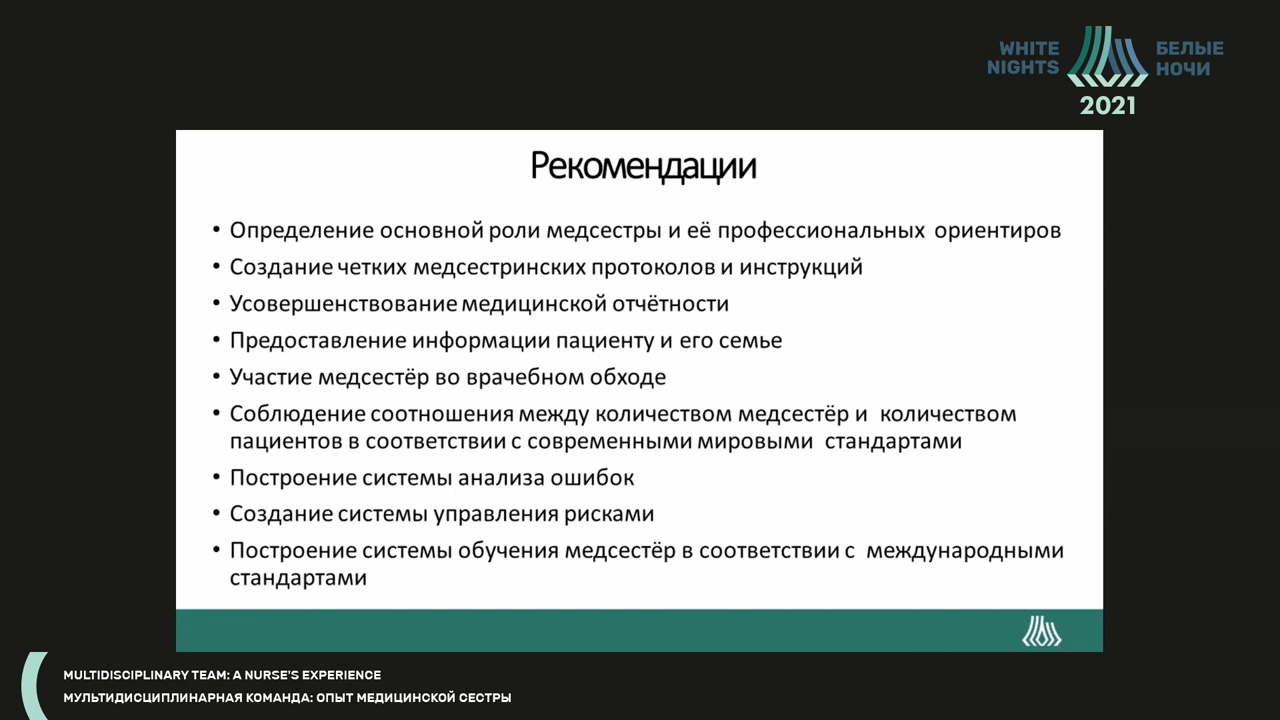 WHITE NIGHTS
БЕЛЫЕ НОЧИ
2021
Рекомендации
• Определение основной роли медсестры и её профессиональных ориентиров
• Создание четких медсестринских протоколов и инструкций
• Усовершенствование медицинской отчётности
• Предоставление информации пациенту и его семье
• Участие медсестёр во врачебном обходе
• Соблюдение соотношения между количеством медсестёр и количеством
пациентов в соответствии с современными мировыми стандартами
• Построение системы анализа ошибок
• Создание системы управления рисками
• Построение системы обучения медсестёр в соответствии с международными
стандартами
MULTIDISCIPLINARY TEAM: A NURSE'S EXPERIENCE
МУЛЬТИДИСЦИПЛИНАРНАЯ КОМАНДА: ОПЫТ МЕДИЦИНСКОЙ СЕСТРЫ